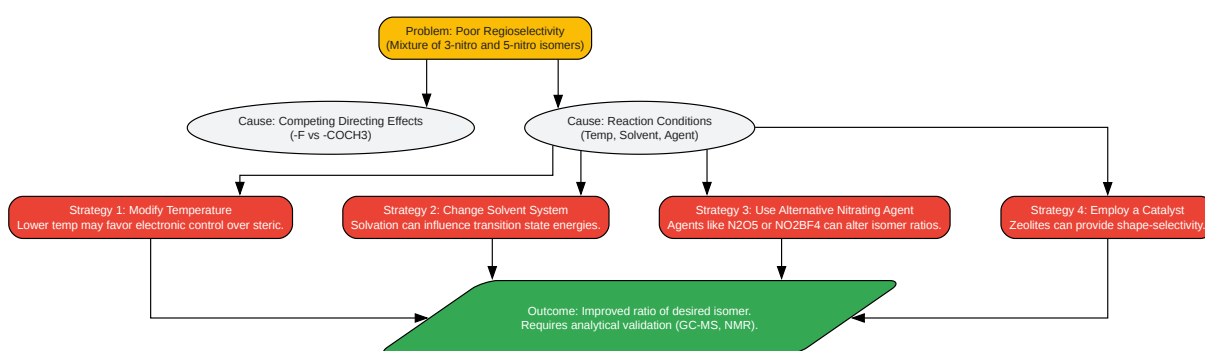 Problem: Poor Regioselectivity
(Mixture of 3-nitro and 5-nitro isomers)
Cause: Competing Directing Effects
(-F vs -COCH3)
Cause: Reaction Conditions
(Temp, Solvent, Agent)
Strategy 1: Modify Temperature
Lower temp may favor electronic control over steric.
Strategy 2: Change Solvent System
Solvation can influence transition state energies.
Strategy 3: Use Alternative Nitrating Agent
Agents like N2O5 or NO2BF4 can alter isomer ratios.
Strategy 4: Employ a Catalyst
Zeolites can provide shape-selectivity.
Outcome: Improved ratio of desired isomer.
Requires analytical validation (GC-MS, NMR).